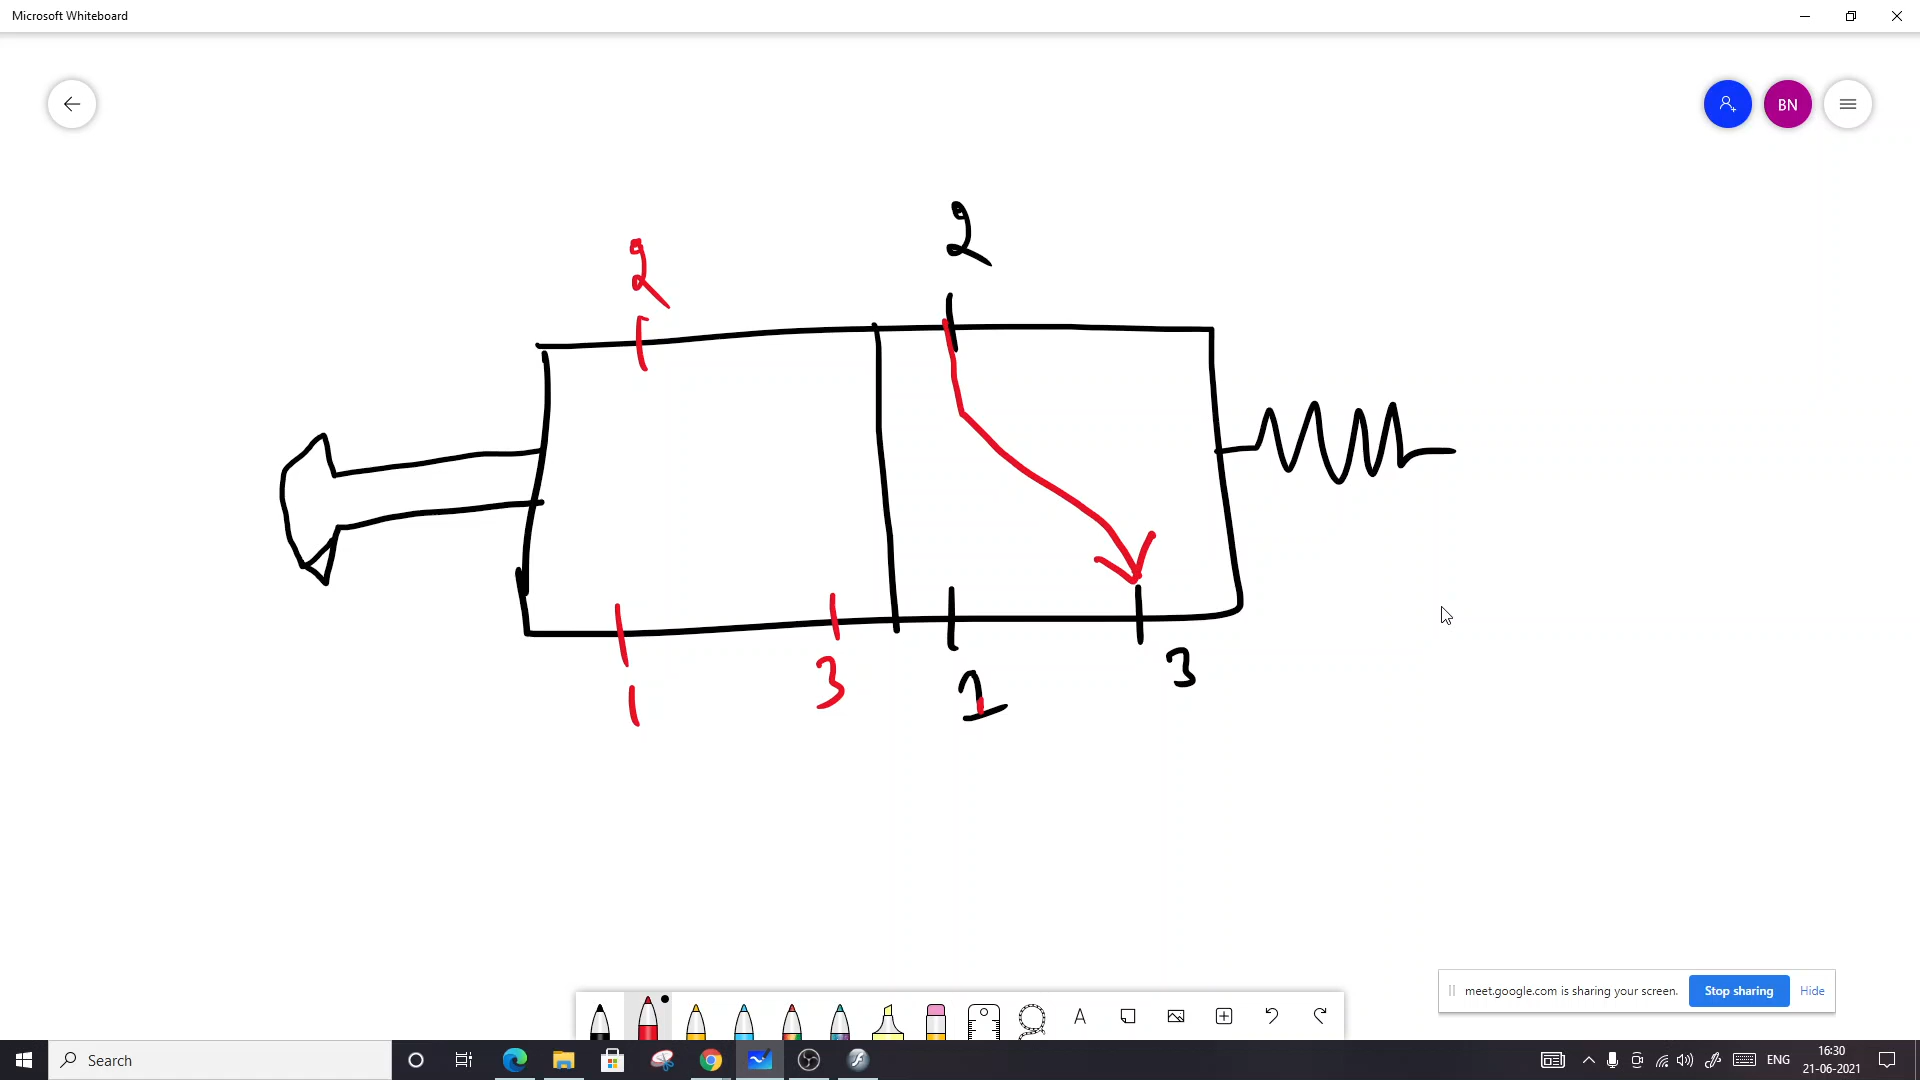 Microsoft Whiteboard
BN
2
2
1
3
1
3
meet.google.com is sharing your screen.
Stop sharing
Hide
Search
ENG
16:30
21-06-2021